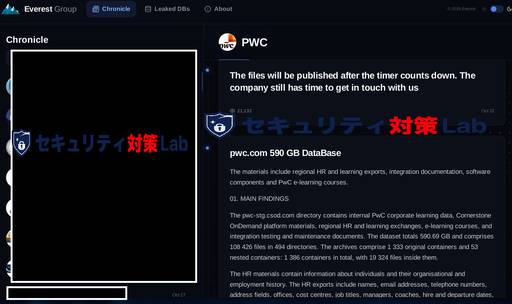 Everest Group
Chronicle
Leaked DBs
About
Chronicle
PWC
pwc
The files will be published after the timer counts down. The
company still has time to get in touch with us
21,132
Oct
セキュリティ対策Lab
セキュリティ対策Lab
pwc.com 590 GB DataBase
The materials include regional HR and learning exports, integration documentation, software
components and PwC e-learning courses.
01. MAIN FINDINGS
The pwc-stg.csod.com directory contains internal PwC corporate learning data, Cornerstone
OnDemand platform materials, regional HR and learning exchanges, e-learning courses, and
integration testing and maintenance documents. The dataset totals 590.69 GB and comprises
108 426 files in 494 directories. The archives comprise 1 333 original containers and 53
nested containers: 1 386 containers in total, with 19 324 files inside them.
The HR materials contain information about individuals and their organisational and
employment history. The HR exports include names, email addresses, telephone numbers,
address fields, offices, cost centres, job titles, managers, coaches, hire and departure dates,
Oct 17